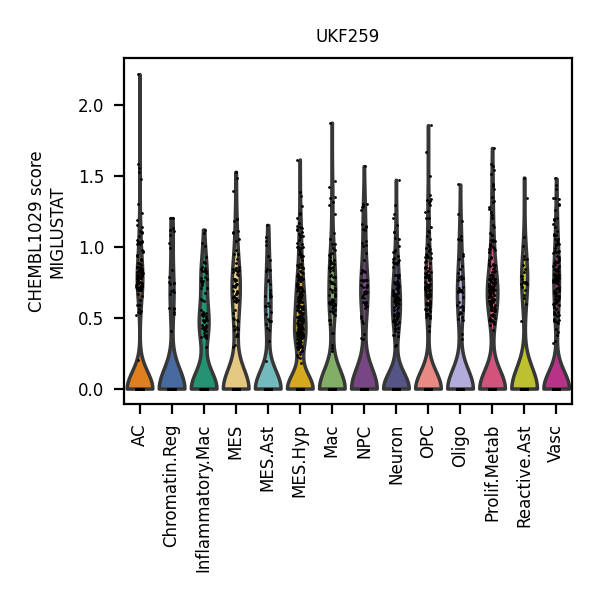 UKF259
CHEMBL1029 score
MIGLUSTAT
2.0
1.5
1.0
0.5
0.0
AC
Chromatin.Reg
Inflammatory.Mac
MES
MES.Ast
MES.Hyp
Mac
NPC
Neuron
OPC
Oligo
Prolif.Metab
Reactive.Ast
Vasc